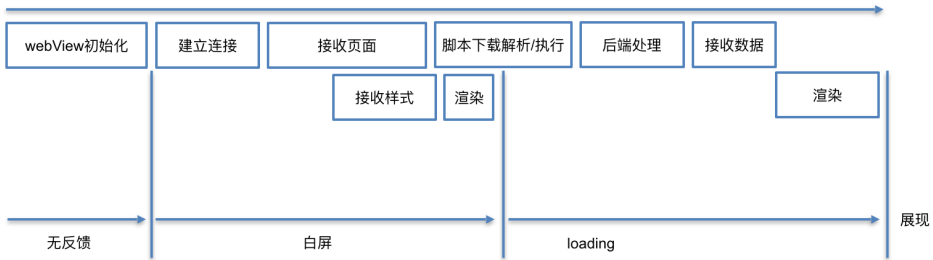 webView初始化
建立连接
接收页面
脚本下载解析/执行
后端处理
接收数据
接收样式
渲染
渲染
展现
无反馈
白屏
loading